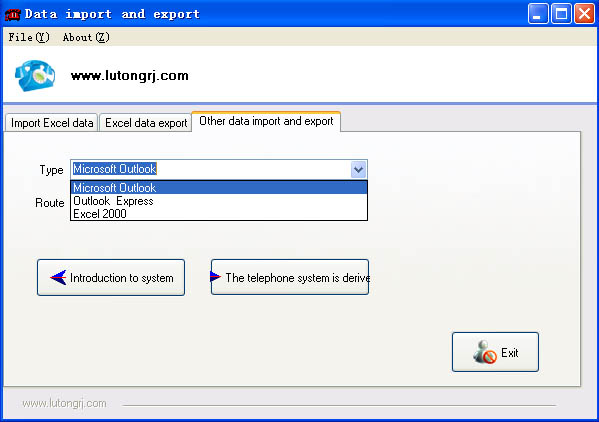 Data import and export
File(Y) About(Z)
www.lutongrj.com
Import Excel data Excel data export Other data import and export
Type Microsoft Outlook
Microsoft Outlook
Route Outlook Express
Excel 2000
Introduction to system The telephone system is derive
Exit
www.lutongrj.com